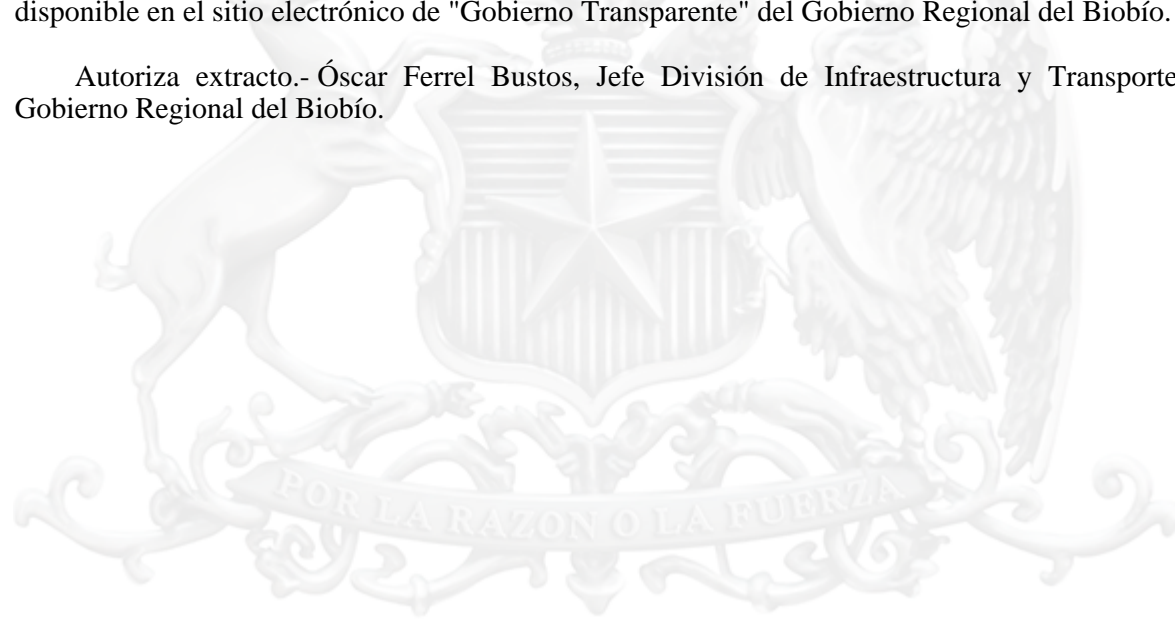 disponible en el sitio electrónico de "Gobierno Transparente" del Gobierno Regional del Biobío.
Autoriza extracto.- Óscar Ferrel Bustos, Jefe División de Infraestructura y Transporte
Gobierno Regional del Biobío.
POR LA RAZON O LA FUERZA